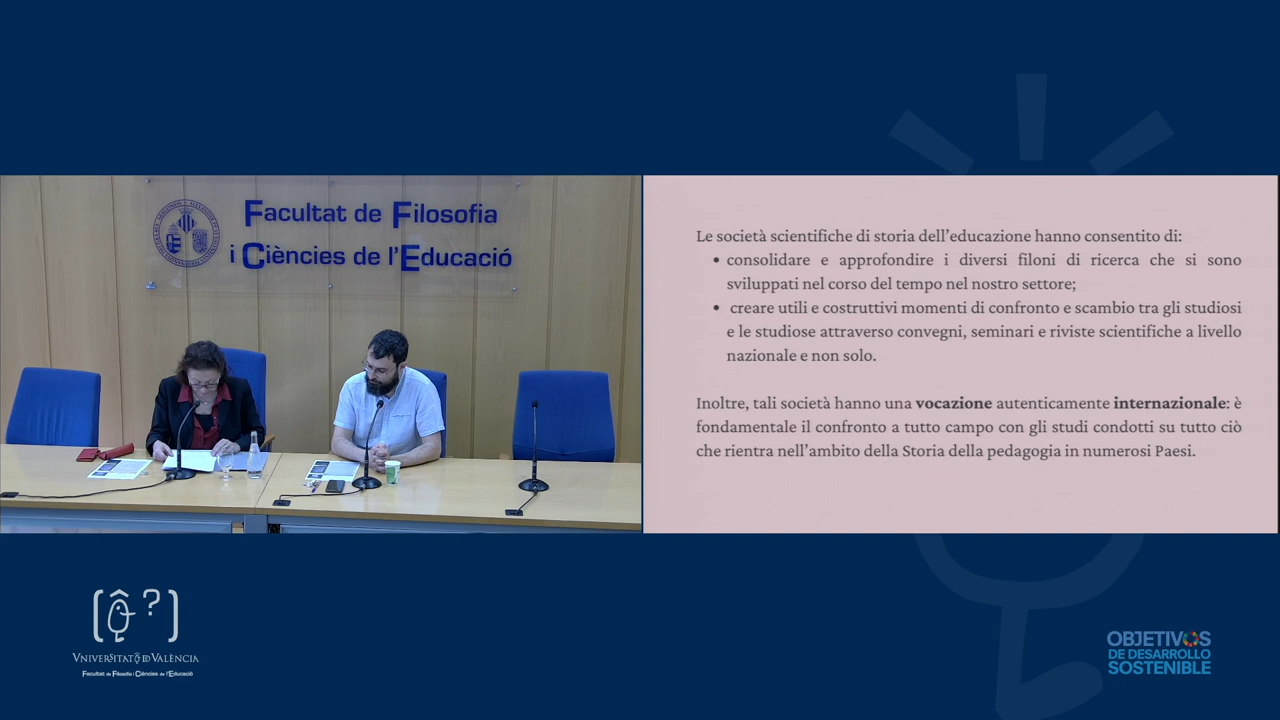 Facultat de Filosofia
i Ciències de l'Educació
Le società scientifiche di storia dell'educazione hanno consentito di:
• consolidare e approfondire i diversi filoni di ricerca che si sono
sviluppati nel corso del tempo nel nostro settore;
• creare utili e costruttivi momenti di confronto e scambio tra gli studiosi
e le studiose attraverso convegni, seminari e riviste scientifiche a livello
nazionale e non solo.
Inoltre, tali società hanno una vocazione autenticamente internazionale: è
fondamentale il confronto a tutto campo con gli studi condotti su tutto ciò
che rientra nell'ambito della Storia della pedagogia in numerosi Paesi.
[ ? ]
VNIVERSITATĢDVALÈNCIA
Facultat de Filosofia i Ciències de l'Educació
OBJETIVOS
DE DESARROLLO
SOSTENIBLE